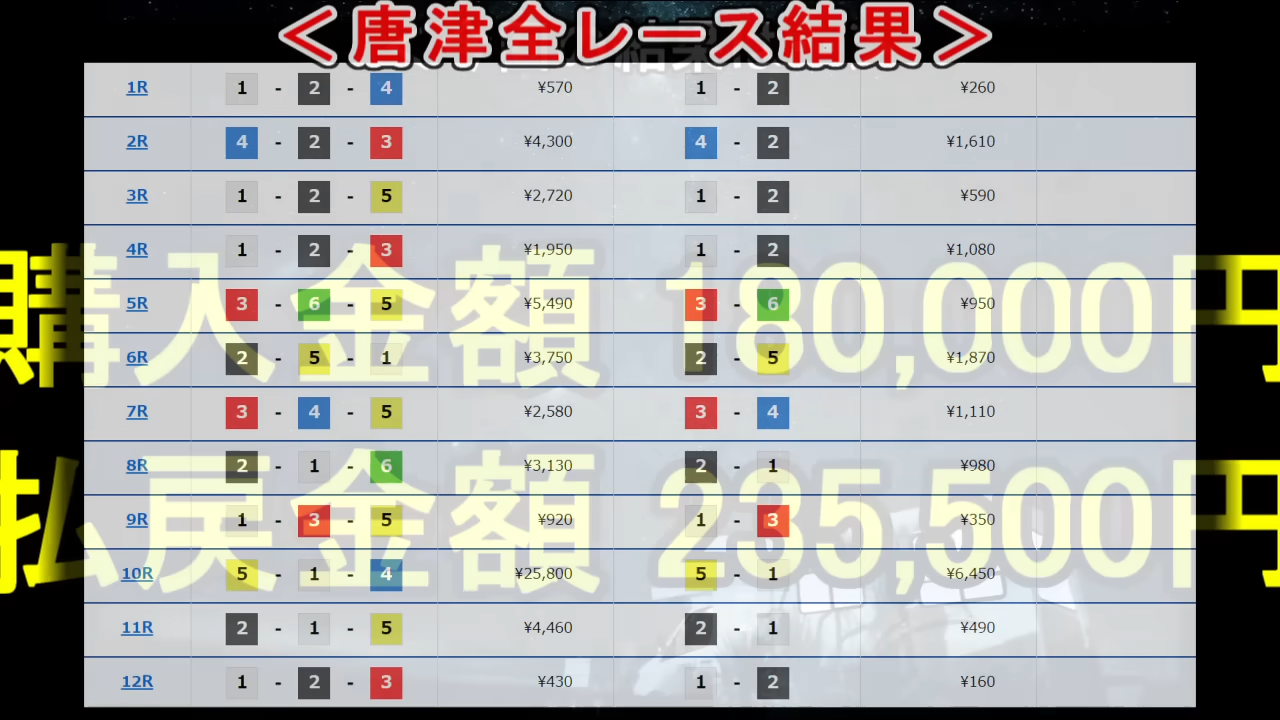 ＜唐津全レース結果＞
1R 1 - 2 - 4 ¥570 1 - 2 ¥260
2R 4 - 2 - 3 ¥4,300 4 - 2 ¥1,610
3R 1 - 2 - 5 ¥2,720 1 - 2 ¥590
4R 1 - 2 - 3 ¥1,950 1 - 2 ¥1,080
5R 3 - 6 - 5 ¥5,490 3 - 6 ¥950
購入金額 180,000円
6R 2 - 5 - 1 ¥3,750 2 - 5 ¥1,870
7R 3 - 4 - 5 ¥2,580 3 - 4 ¥1,110
8R 2 - 1 - 6 ¥3,130 2 - 1 ¥980
9R 1 - 3 - 5 ¥920 1 - 3 ¥350
払戻金額 235,500円
10R 5 - 1 - 4 ¥25,800 5 - 1 ¥6,450
11R 2 - 1 - 5 ¥4,460 2 - 1 ¥490
12R 1 - 2 - 3 ¥430 1 - 2 ¥160